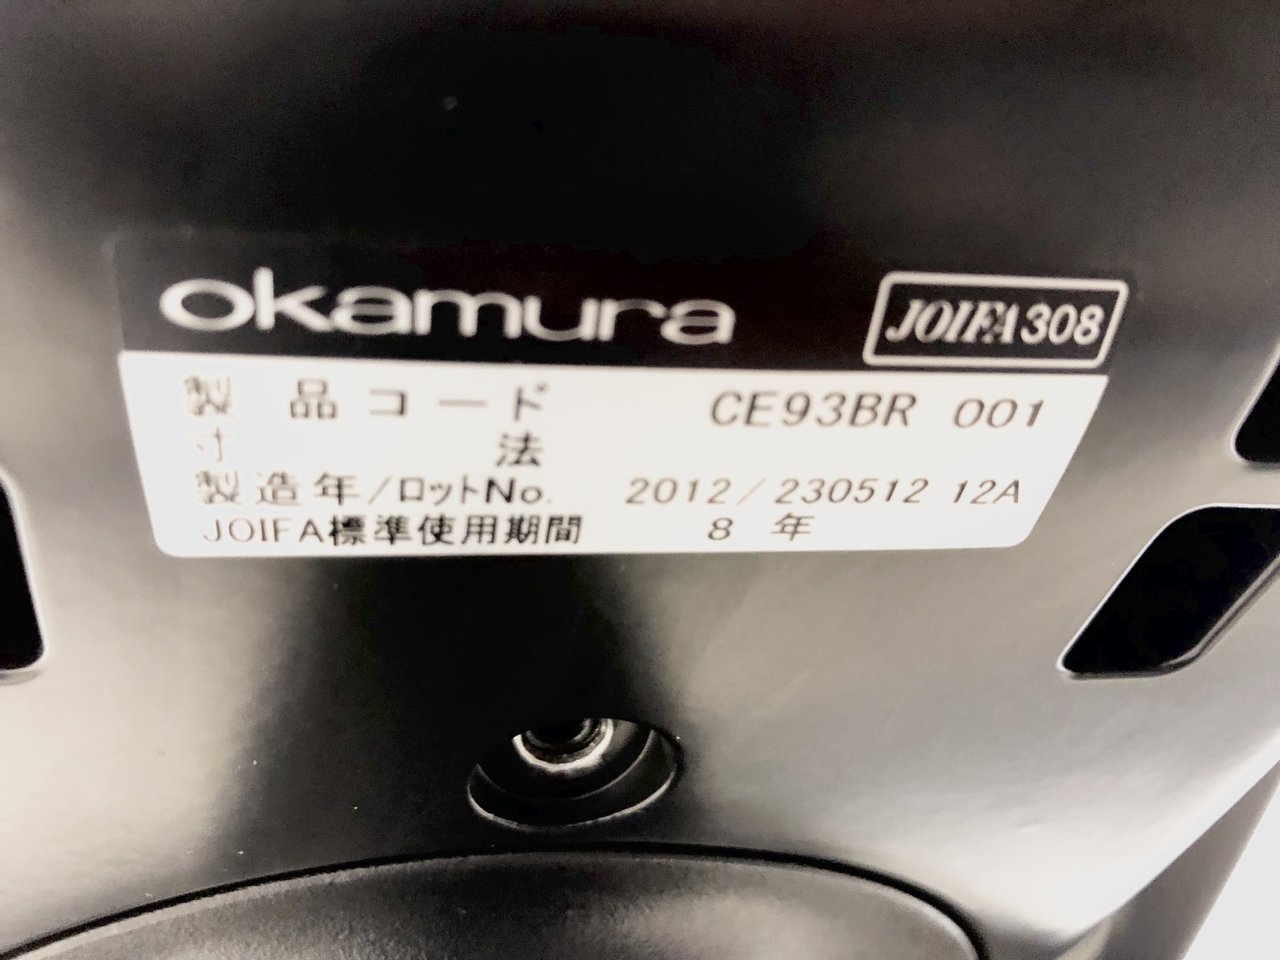 okamura
JOIFA308
製品コード CE93BR 001
寸法
製造年/ロットNo. 2012/230512 12A
JOIFA標準使用期間 8年